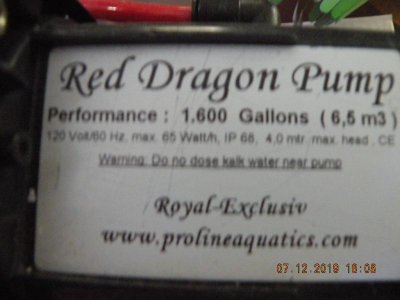 Red Dragon Pump
Performance : 1.600 Gallons ( 6,5 m3 )
120 Volt/60 Hz, max. 65 Watt/h, IP 68, 4,0 mtr. max. head , CE
Warning: Do no dose kalk water near pump
Royal-Exclusiv
www.prolineaquatics.com
07.12.2019 16:06